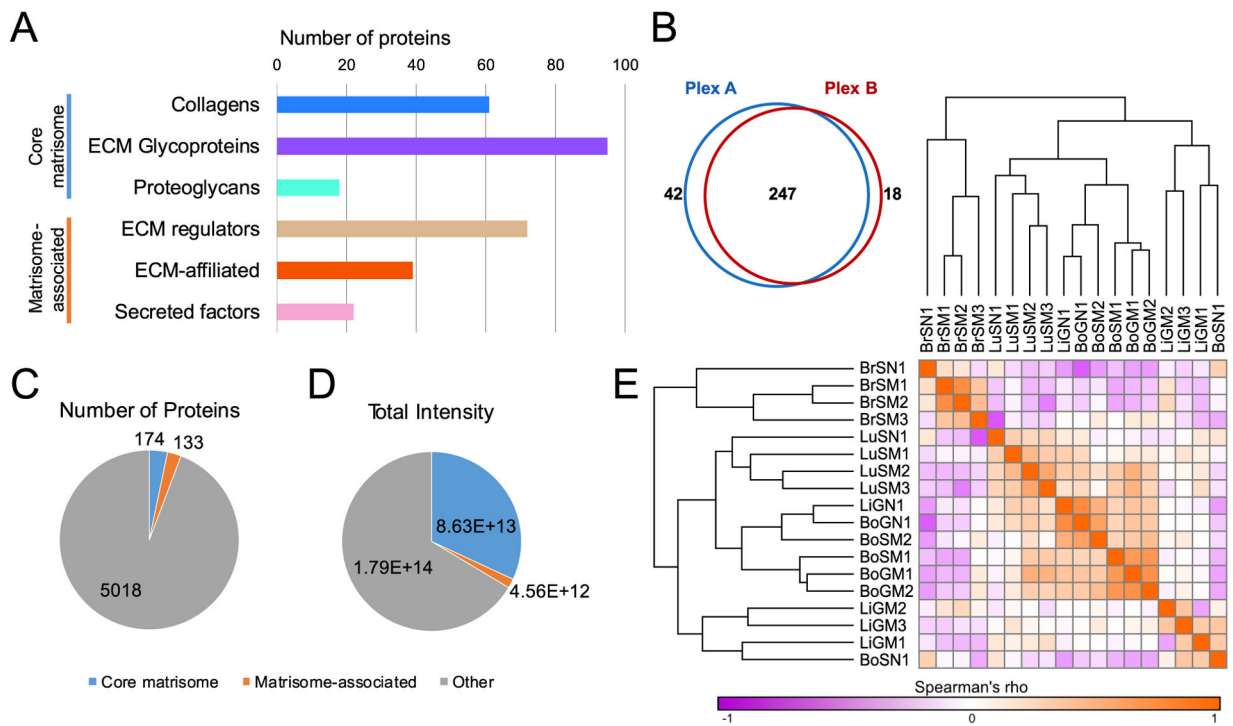 A
Number of proteins
0 20 40 60 80 100
Core
matrisome
Collagens
ECM Glycoproteins
Proteoglycans
Matrisome-
associated
ECM regulators
ECM-affiliated
Secreted factors
B
Plex A Plex B
42 247 18
C
Number of Proteins
174 133
5018
D
Total Intensity
8.63E+13
1.79E+14
4.56E+12
Core matrisome Matrisome-associated Other
E
BrSN1 BrSM1 BrSM2 BrSM3 LuSN1 LuSM1 LuSM2 LuSM3 LiGN1 BoGN1 BoSM2 BoSM1 BoGM1 BoGM2 LiGM2 LiGM3 LiGM1 BoSN1
BrSN1
BrSM1
BrSM2
BrSM3
LuSN1
LuSM1
LuSM2
LuSM3
LiGN1
BoGN1
BoSM2
BoSM1
BoGM1
BoGM2
LiGM2
LiGM3
LiGM1
BoSN1
Spearman's rho
-1 0 1